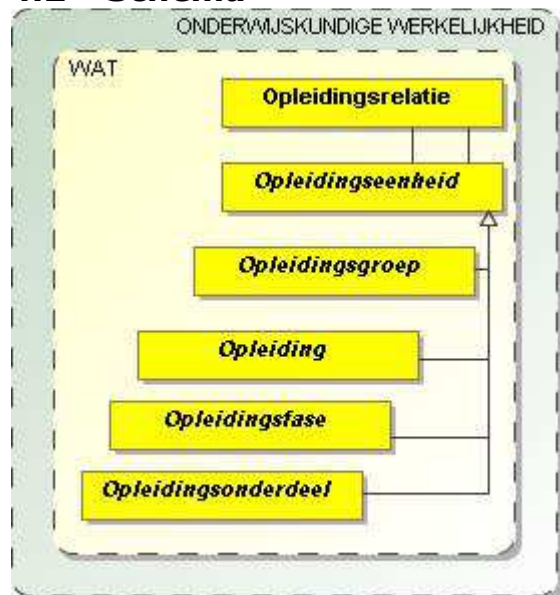 ONDERWIJSKUNDIGE WERKELIJKHEID
WAT
Opleidingsrelatie
Opleidingseenheid
Opleidingsgroep
Opleiding
Opleidingsfase
Opleidingsonderdeel